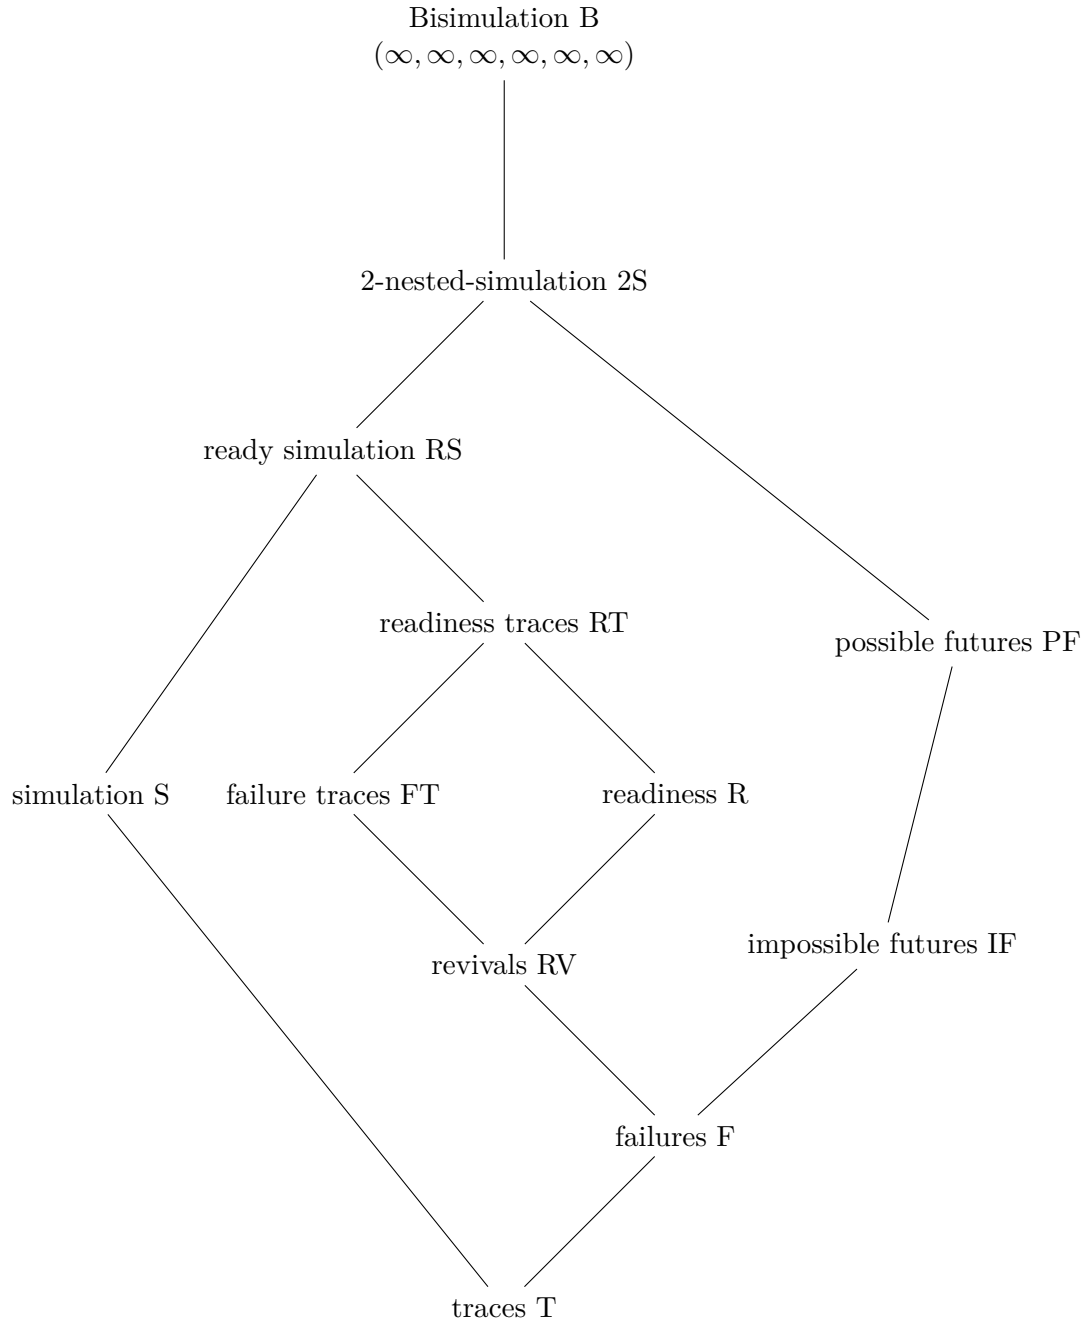 Bisimulation B
(∞, ∞, ∞, ∞, ∞, ∞)
2-nested-simulation 2S
ready simulation RS
readiness traces RT
possible futures PF
simulation S
failure traces FT
readiness R
impossible futures IF
revivals RV
failures F
traces T